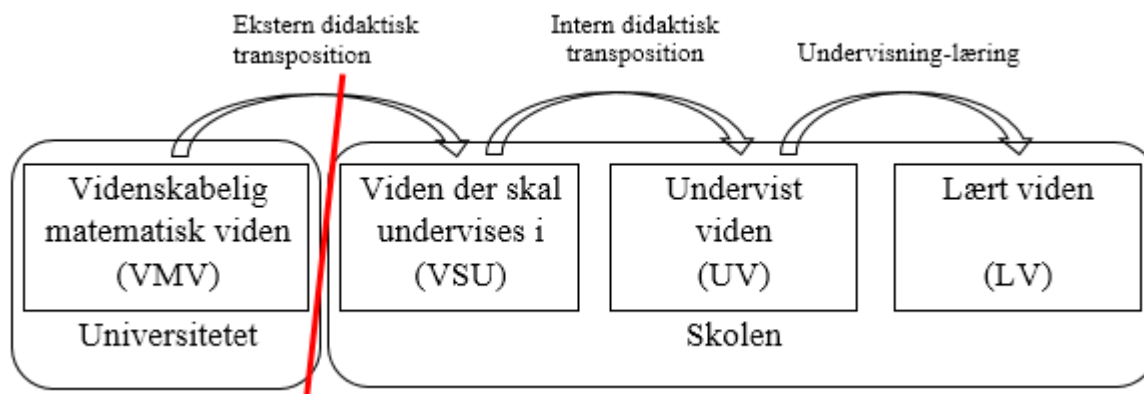 Ekstern didaktisk
transposition
Intern didaktisk
transposition
Undervisning-læring
Videnskabelig
matematisk viden
(VMV)
Viden der skal
undervises i
(VSU)
Undervist
viden
(UV)
Lært viden
(LV)
Universitetet
Skolen